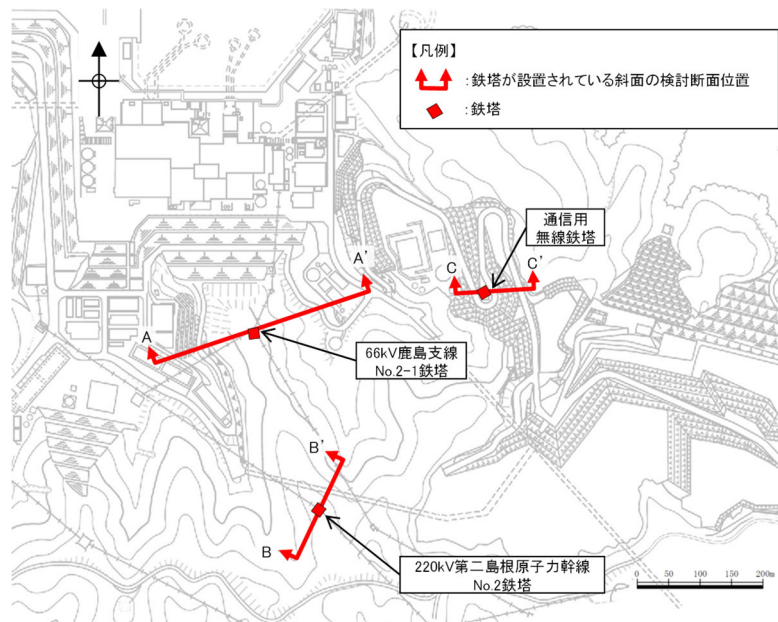 【凡例】
:鉄塔が設置されている斜面の検討断面位置
:鉄塔
通信用
無線鉄塔
A'
C
C'
A
66kV鹿島支線
No.2-1鉄塔
B'
B
220kV第二島根原子力幹線
No.2鉄塔
0 50 100 150 200m